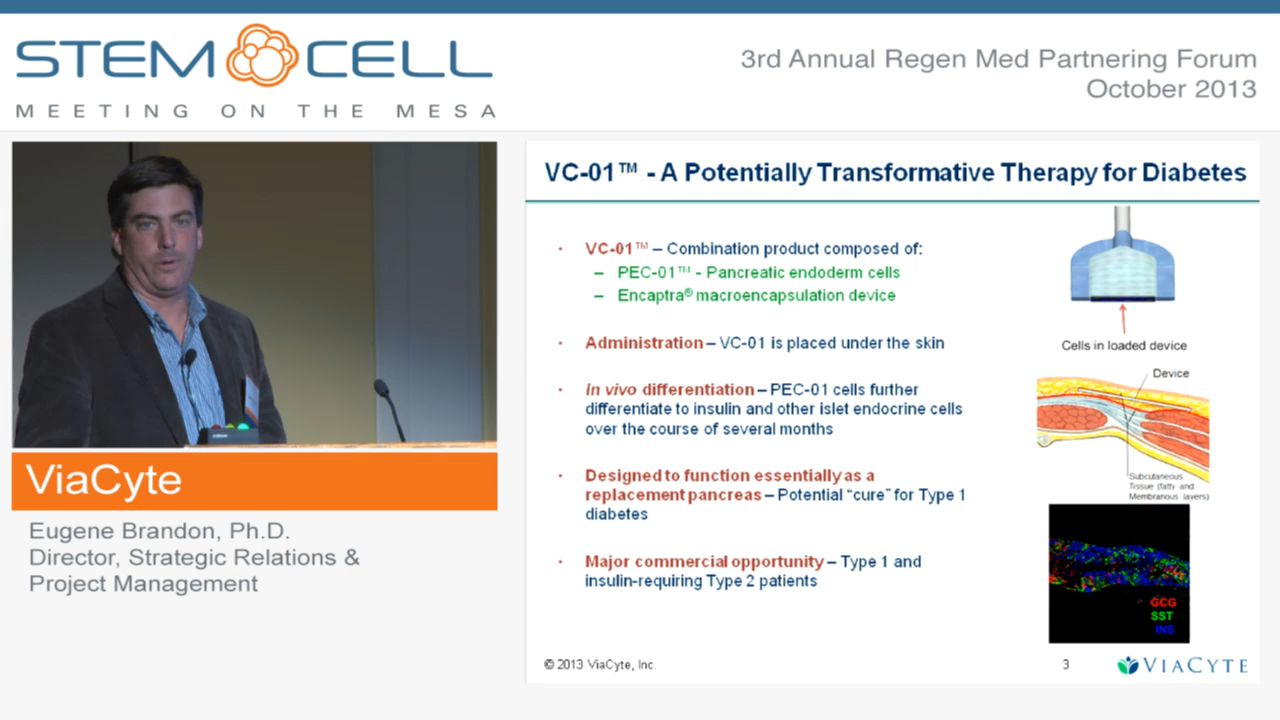 STEM CELL
MEETING ON THE MESA
3rd Annual Regen Med Partnering Forum
October 2013
ViaCyte
Eugene Brandon, Ph.D.
Director, Strategic Relations &
Project Management
VC-01™ - A Potentially Transformative Therapy for Diabetes
• VC-01™ – Combination product composed of:
– PEC-01™ - Pancreatic endoderm cells
– Encaptra® macroencapsulation device
• Administration – VC-01 is placed under the skin
• In vivo differentiation – PEC-01 cells further
differentiate to insulin and other islet endocrine cells
over the course of several months
• Designed to function essentially as a
replacement pancreas – Potential “cure” for Type 1
diabetes
• Major commercial opportunity – Type 1 and
insulin-requiring Type 2 patients
Cells in loaded device
Device
Subcutaneous
Tissue (fatty and
Membranous layers)
GCG
SST
INS
© 2013 ViaCyte, Inc.
3
VIACYTE